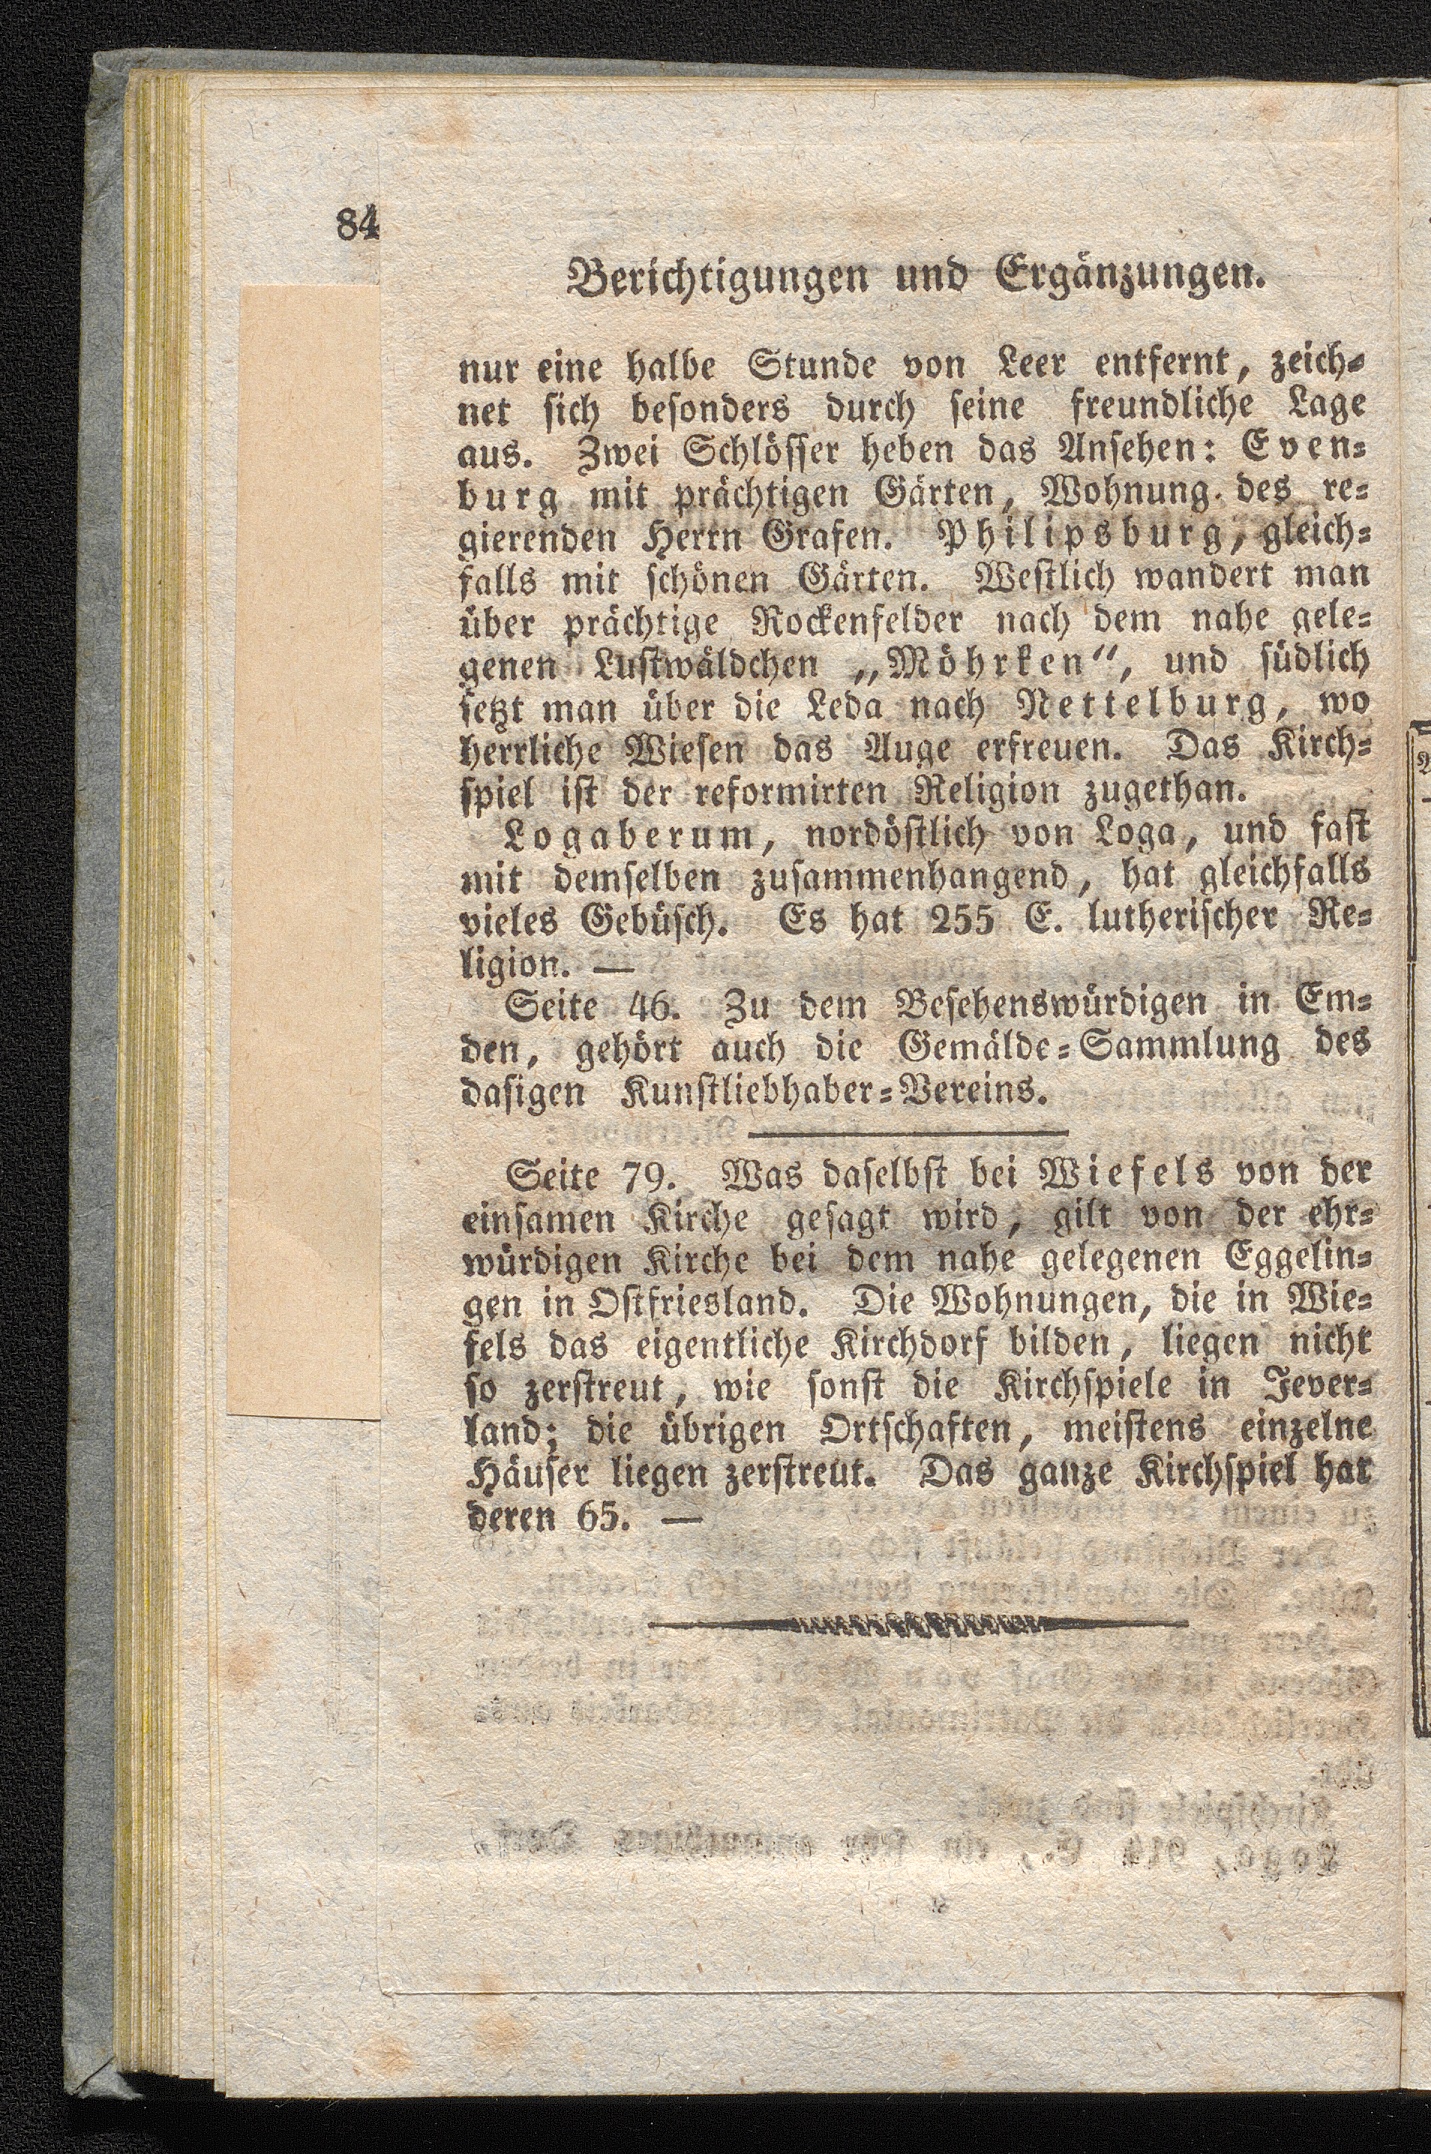 84
Berichtigungen und Ergänzungen.
nur eine halbe Stunde von Leer entfernt, zeich-
net sich besonders durch seine freundliche Lage
aus. Zwei Schlösser heben das Ansehen: Even-
burg mit prächtigen Gärten, Wohnung des re-
gierenden Herrn Grafen. Philipsburg, gleich-
falls mit schönen Gärten. Westlich wandert man
über prächtige Rockenfelder nach dem nahe gele-
genen Lustwäldchen „Möhrken“, und südlich
setzt man über die Leda nach Nettelburg, wo
herrliche Wiesen das Auge erfreuen. Das Kirch-
spiel ist der reformirten Religion zugethan.
Logaberum, nordöstlich von Loga, und fast
mit demselben zusammenhangend, hat gleichfalls
vieles Gebüsch. Es hat 255 E. lutherischer Re-
ligion. —
Seite 46. Zu dem Besehenswürdigen in Em-
den, gehört auch die Gemälde-Sammlung des
dasigen Kunstliebhaber-Vereins.
Seite 79. Was daselbst bei Wiefels von der
einsamen Kirche gesagt wird, gilt von der ehr-
würdigen Kirche bei dem nahe gelegenen Eggelin-
gen in Ostfriesland. Die Wohnungen, die in Wie-
fels das eigentliche Kirchdorf bilden, liegen nicht
so zerstreut, wie sonst die Kirchspiele in Jever-
land; die übrigen Ortschaften, meistens einzelne
Häuser liegen zerstreut. Das ganze Kirchspiel hat
deren 65. —